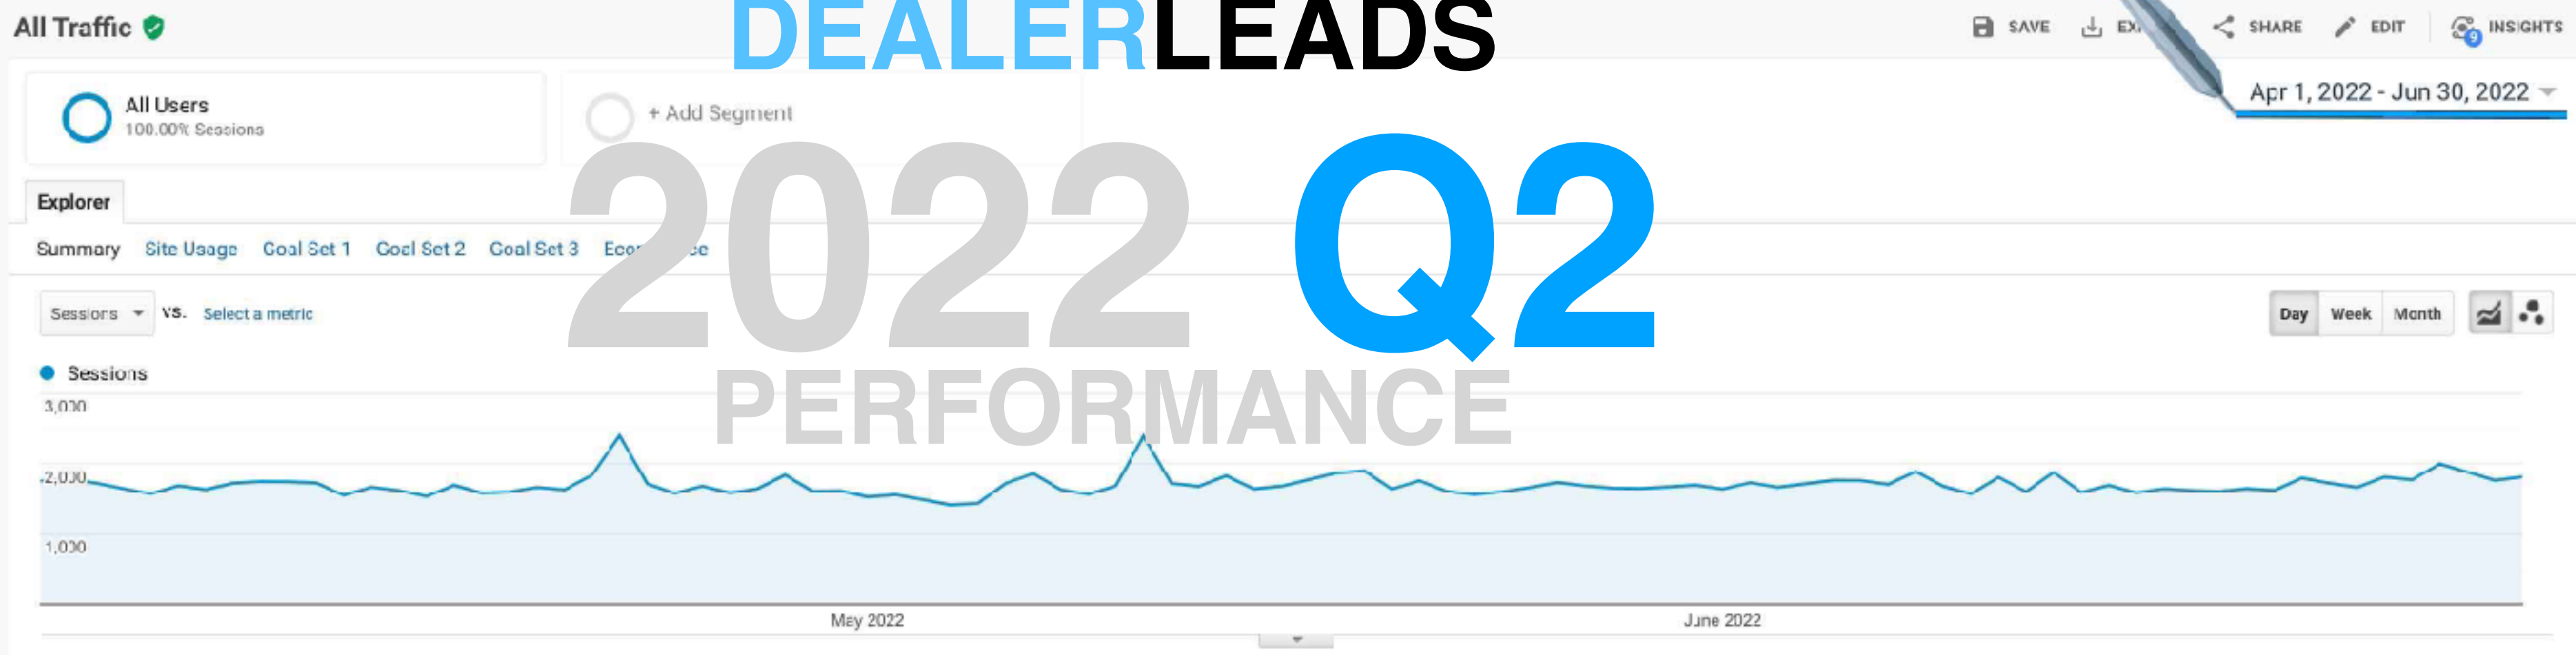 DEALERLEADS
All Traffic
SAVE
SHARE
EDIT
9
INSIGHTS
All Users
100.00% Sessions
+ Add Segment
Apr 1, 2022 - Jun 30, 2022
2022 Q2
Explorer
Summary Site Usage Goal Set 1 Goal Set 2 Goal Set 3
Sessions VS. Select a metric
Day Week Month
Sessions
PERFORMANCE
3,000
2,000
1,000
May 2022 June 2022